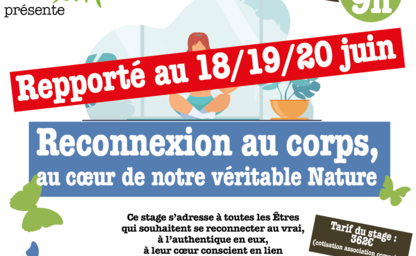 présente
9h
Repporté au 18/19/20 juin
Reconnexion au corps,
au cœur de notre véritable Nature
Ce stage s'adresse à toutes les Êtres
qui souhaitent se reconnecter au vrai,
à l'authentique en eux,
à leur cœur conscient en lien
Tarif du stage :
362€
(cotisation association